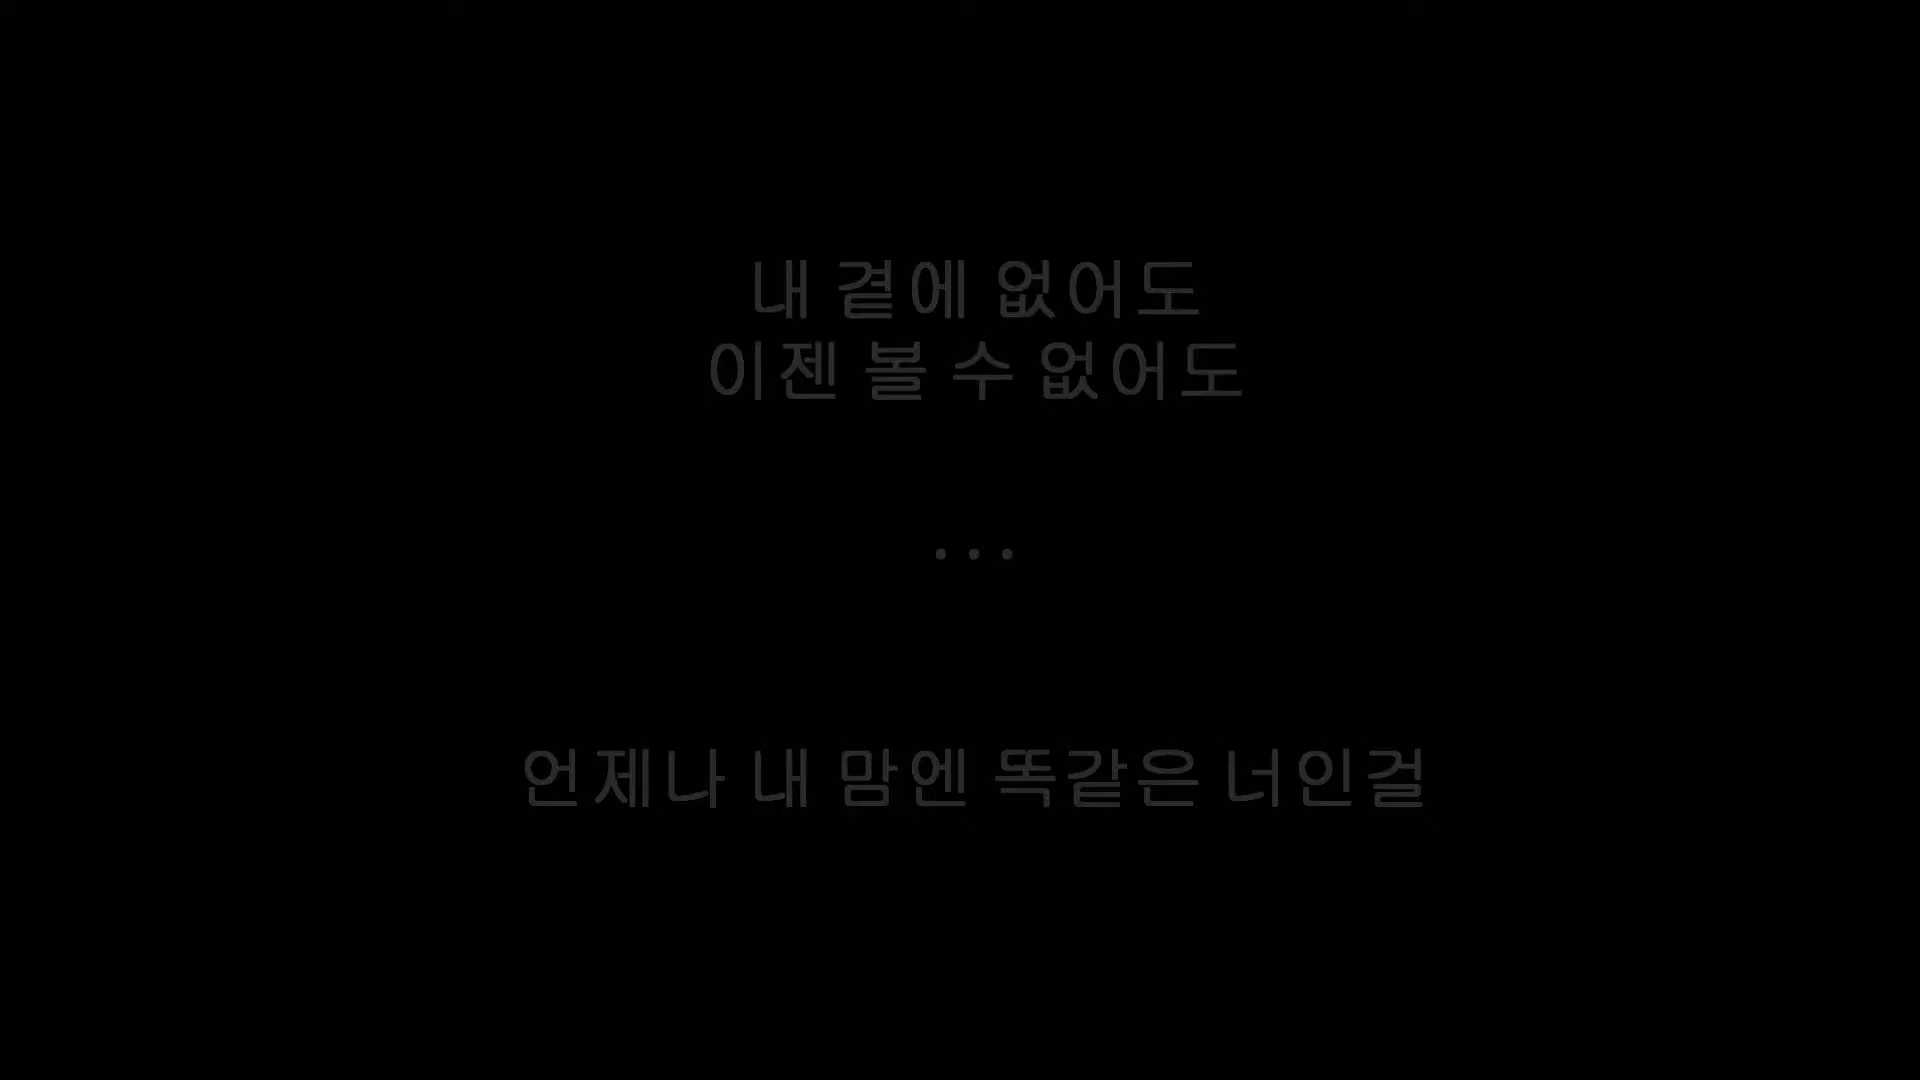 내 곁에 없어도
이젠 볼 수 없어도
...
언제나 내 맘엔 똑같은 너인걸